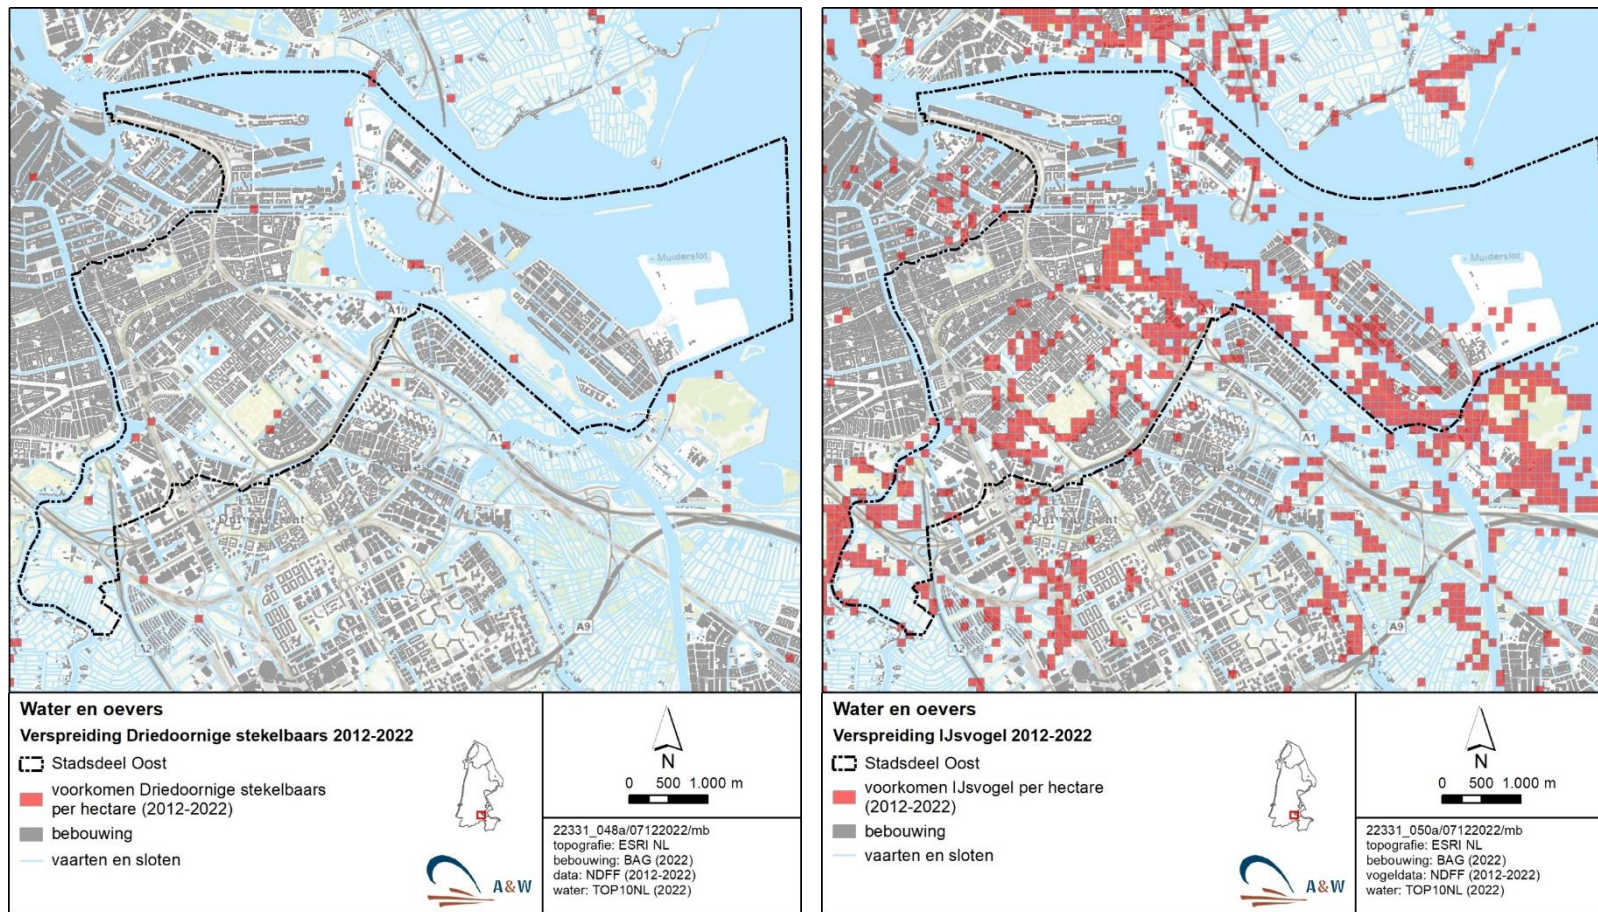 Muiderslot
A10
A1
A9
A2
Water en oevers
Verspreiding Driedoornige stekelbaars 2012-2022
Stadsdeel Oost
voorkomen Driedoornige stekelbaars
per hectare (2012-2022)
bebouwing
vaarten en sloten
N
0 500 1.000 m
22331_048a/07122022/mb
topografie: ESRI NL
bebouwing: BAG (2022)
data: NDFF (2012-2022)
water: TOP10NL (2022)
A&W
Muiderslot
A10
A1
A9
A2
Water en oevers
Verspreiding IJsvogel 2012-2022
Stadsdeel Oost
voorkomen IJsvogel per hectare
(2012-2022)
bebouwing
vaarten en sloten
N
0 500 1.000 m
22331_050a/07122022/mb
topografie: ESRI NL
bebouwing: BAG (2022)
vogeldata: NDFF (2012-2022)
water: TOP10NL (2022)
A&W